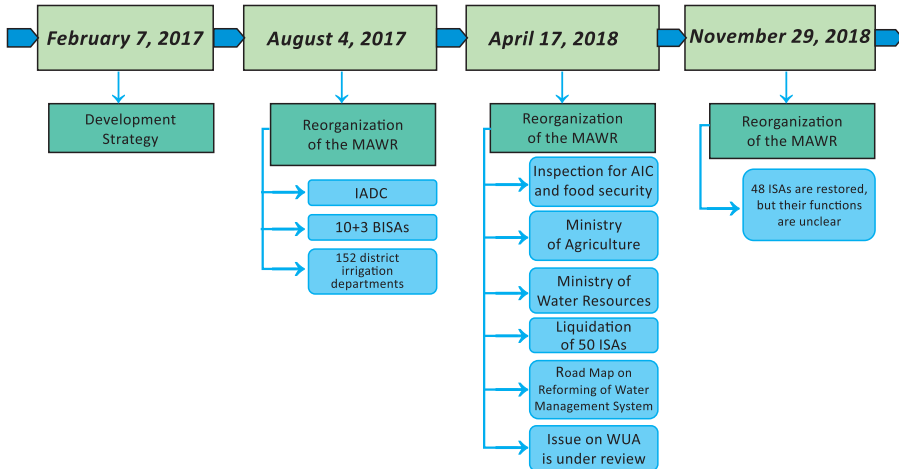 February 7, 2017
August 4, 2017
April 17, 2018
November 29, 2018
Development
Strategy
Reorganization
of the MAWR
IADC
10+3 BISAs
152 district
irrigation
departments
Reorganization
of the MAWR
Inspection for AIC
and food security
Ministry
of Agriculture
Ministry of
Water Resources
Liquidation
of 50 ISAs
Road Map on
Reforming of Water
Management System
Issue on WUA
is under review
Reorganization
of the MAWR
48 ISAs are restored,
but their functions
are unclear